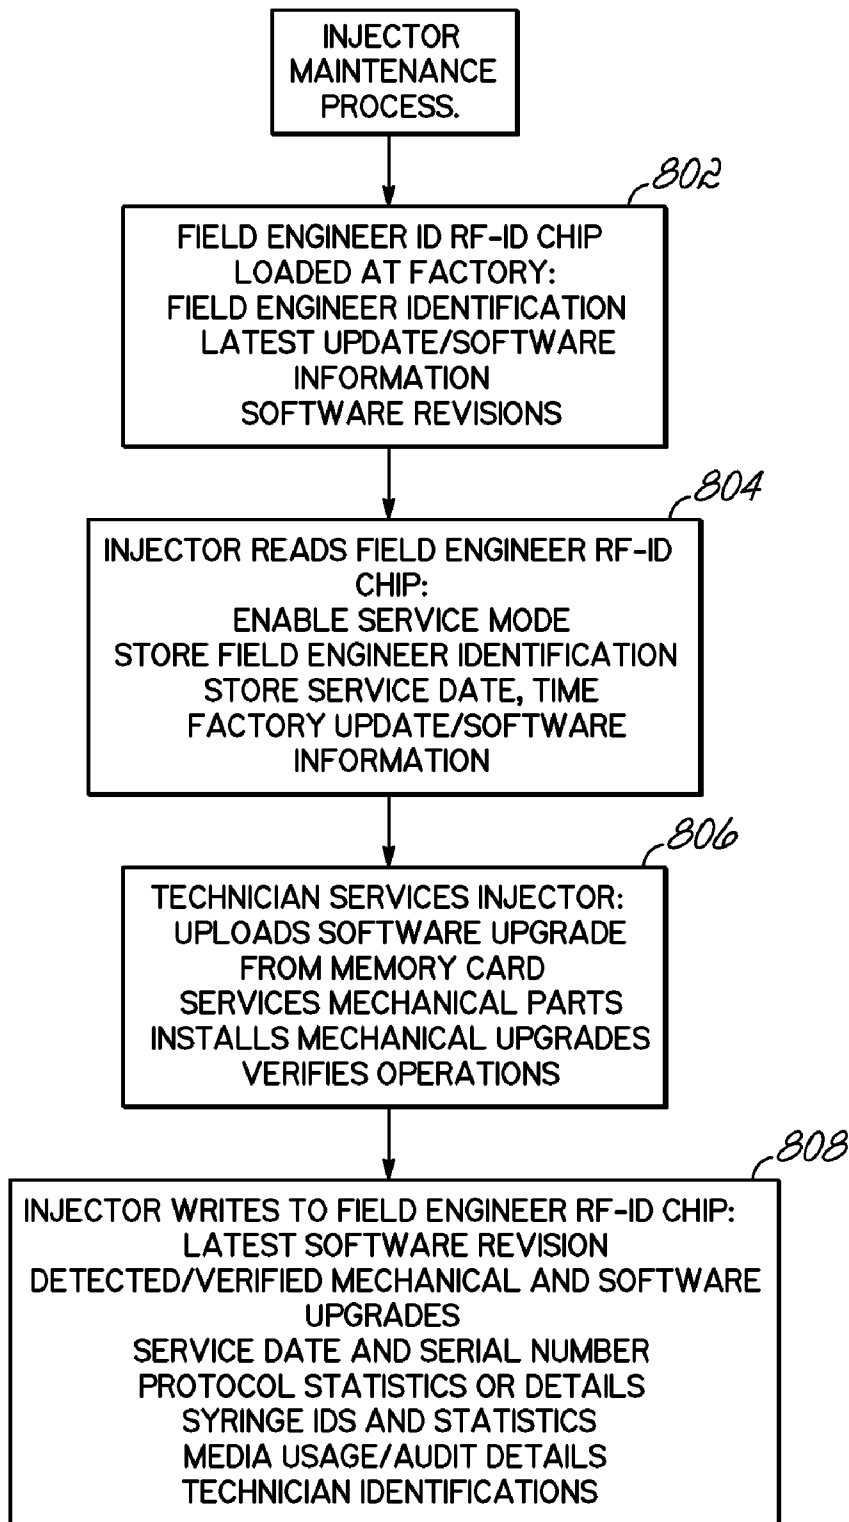 INJECTOR
MAINTENANCE
PROCESS.
802
FIELD ENGINEER ID RF-ID CHIP
LOADED AT FACTORY:
FIELD ENGINEER IDENTIFICATION
LATEST UPDATE/SOFTWARE
INFORMATION
SOFTWARE REVISIONS
804
INJECTOR READS FIELD ENGINEER RF-ID
CHIP:
ENABLE SERVICE MODE
STORE FIELD ENGINEER IDENTIFICATION
STORE SERVICE DATE, TIME
FACTORY UPDATE/SOFTWARE
INFORMATION
806
TECHNICIAN SERVICES INJECTOR:
UPLOADS SOFTWARE UPGRADE
FROM MEMORY CARD
SERVICES MECHANICAL PARTS
INSTALLS MECHANICAL UPGRADES
VERIFIES OPERATIONS
808
INJECTOR WRITES TO FIELD ENGINEER RF-ID CHIP:
LATEST SOFTWARE REVISION
DETECTED/VERIFIED MECHANICAL AND SOFTWARE
UPGRADES
SERVICE DATE AND SERIAL NUMBER
PROTOCOL STATISTICS OR DETAILS
SYRINGE IDS AND STATISTICS
MEDIA USAGE/AUDIT DETAILS
TECHNICIAN IDENTIFICATIONS